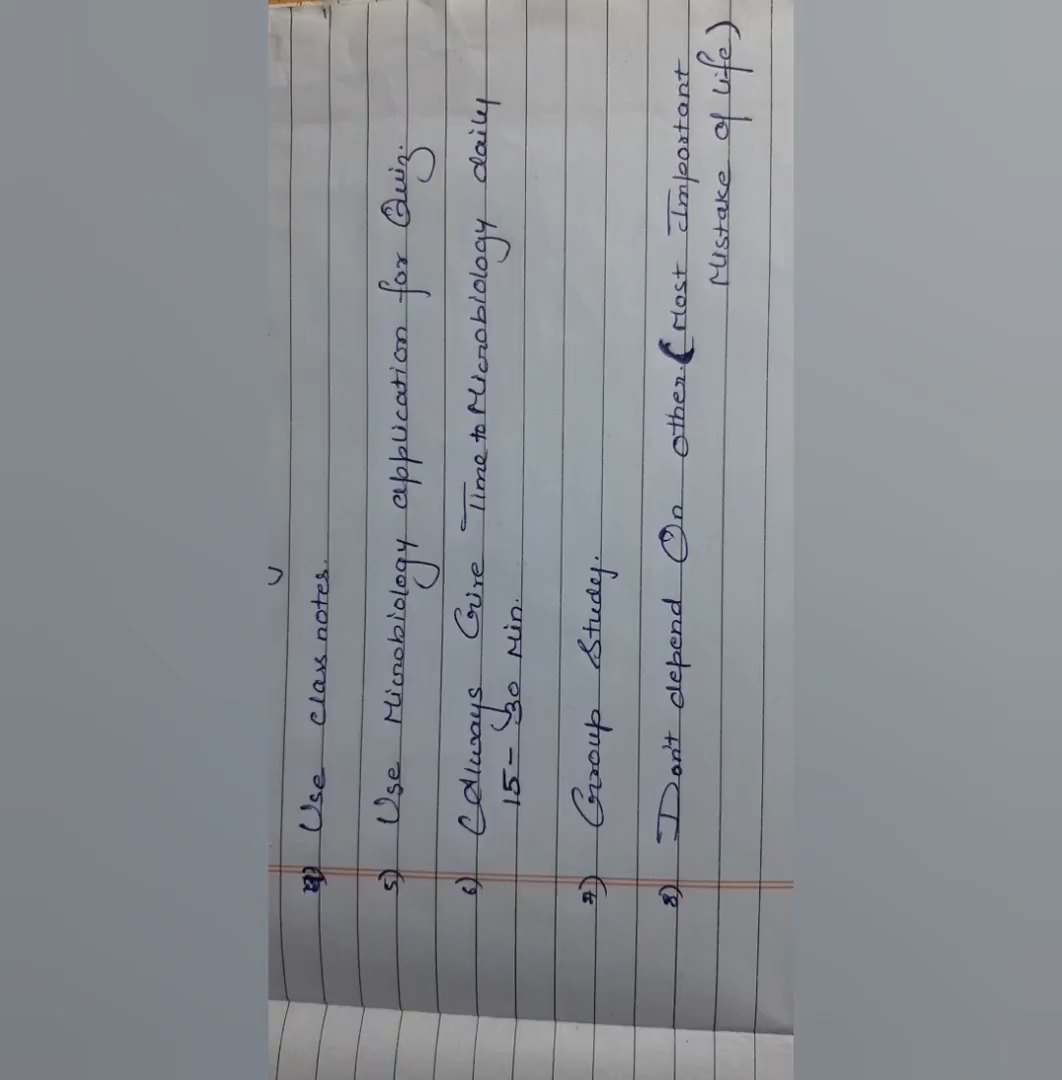 4) Use class notes.
5) Use Microbiology application for Quiz.
6) Always Give Time to Microbiology daily
15-30 Min.
7) Group Study.
8) Don't depend On other. (Most Important
Mistake of life)